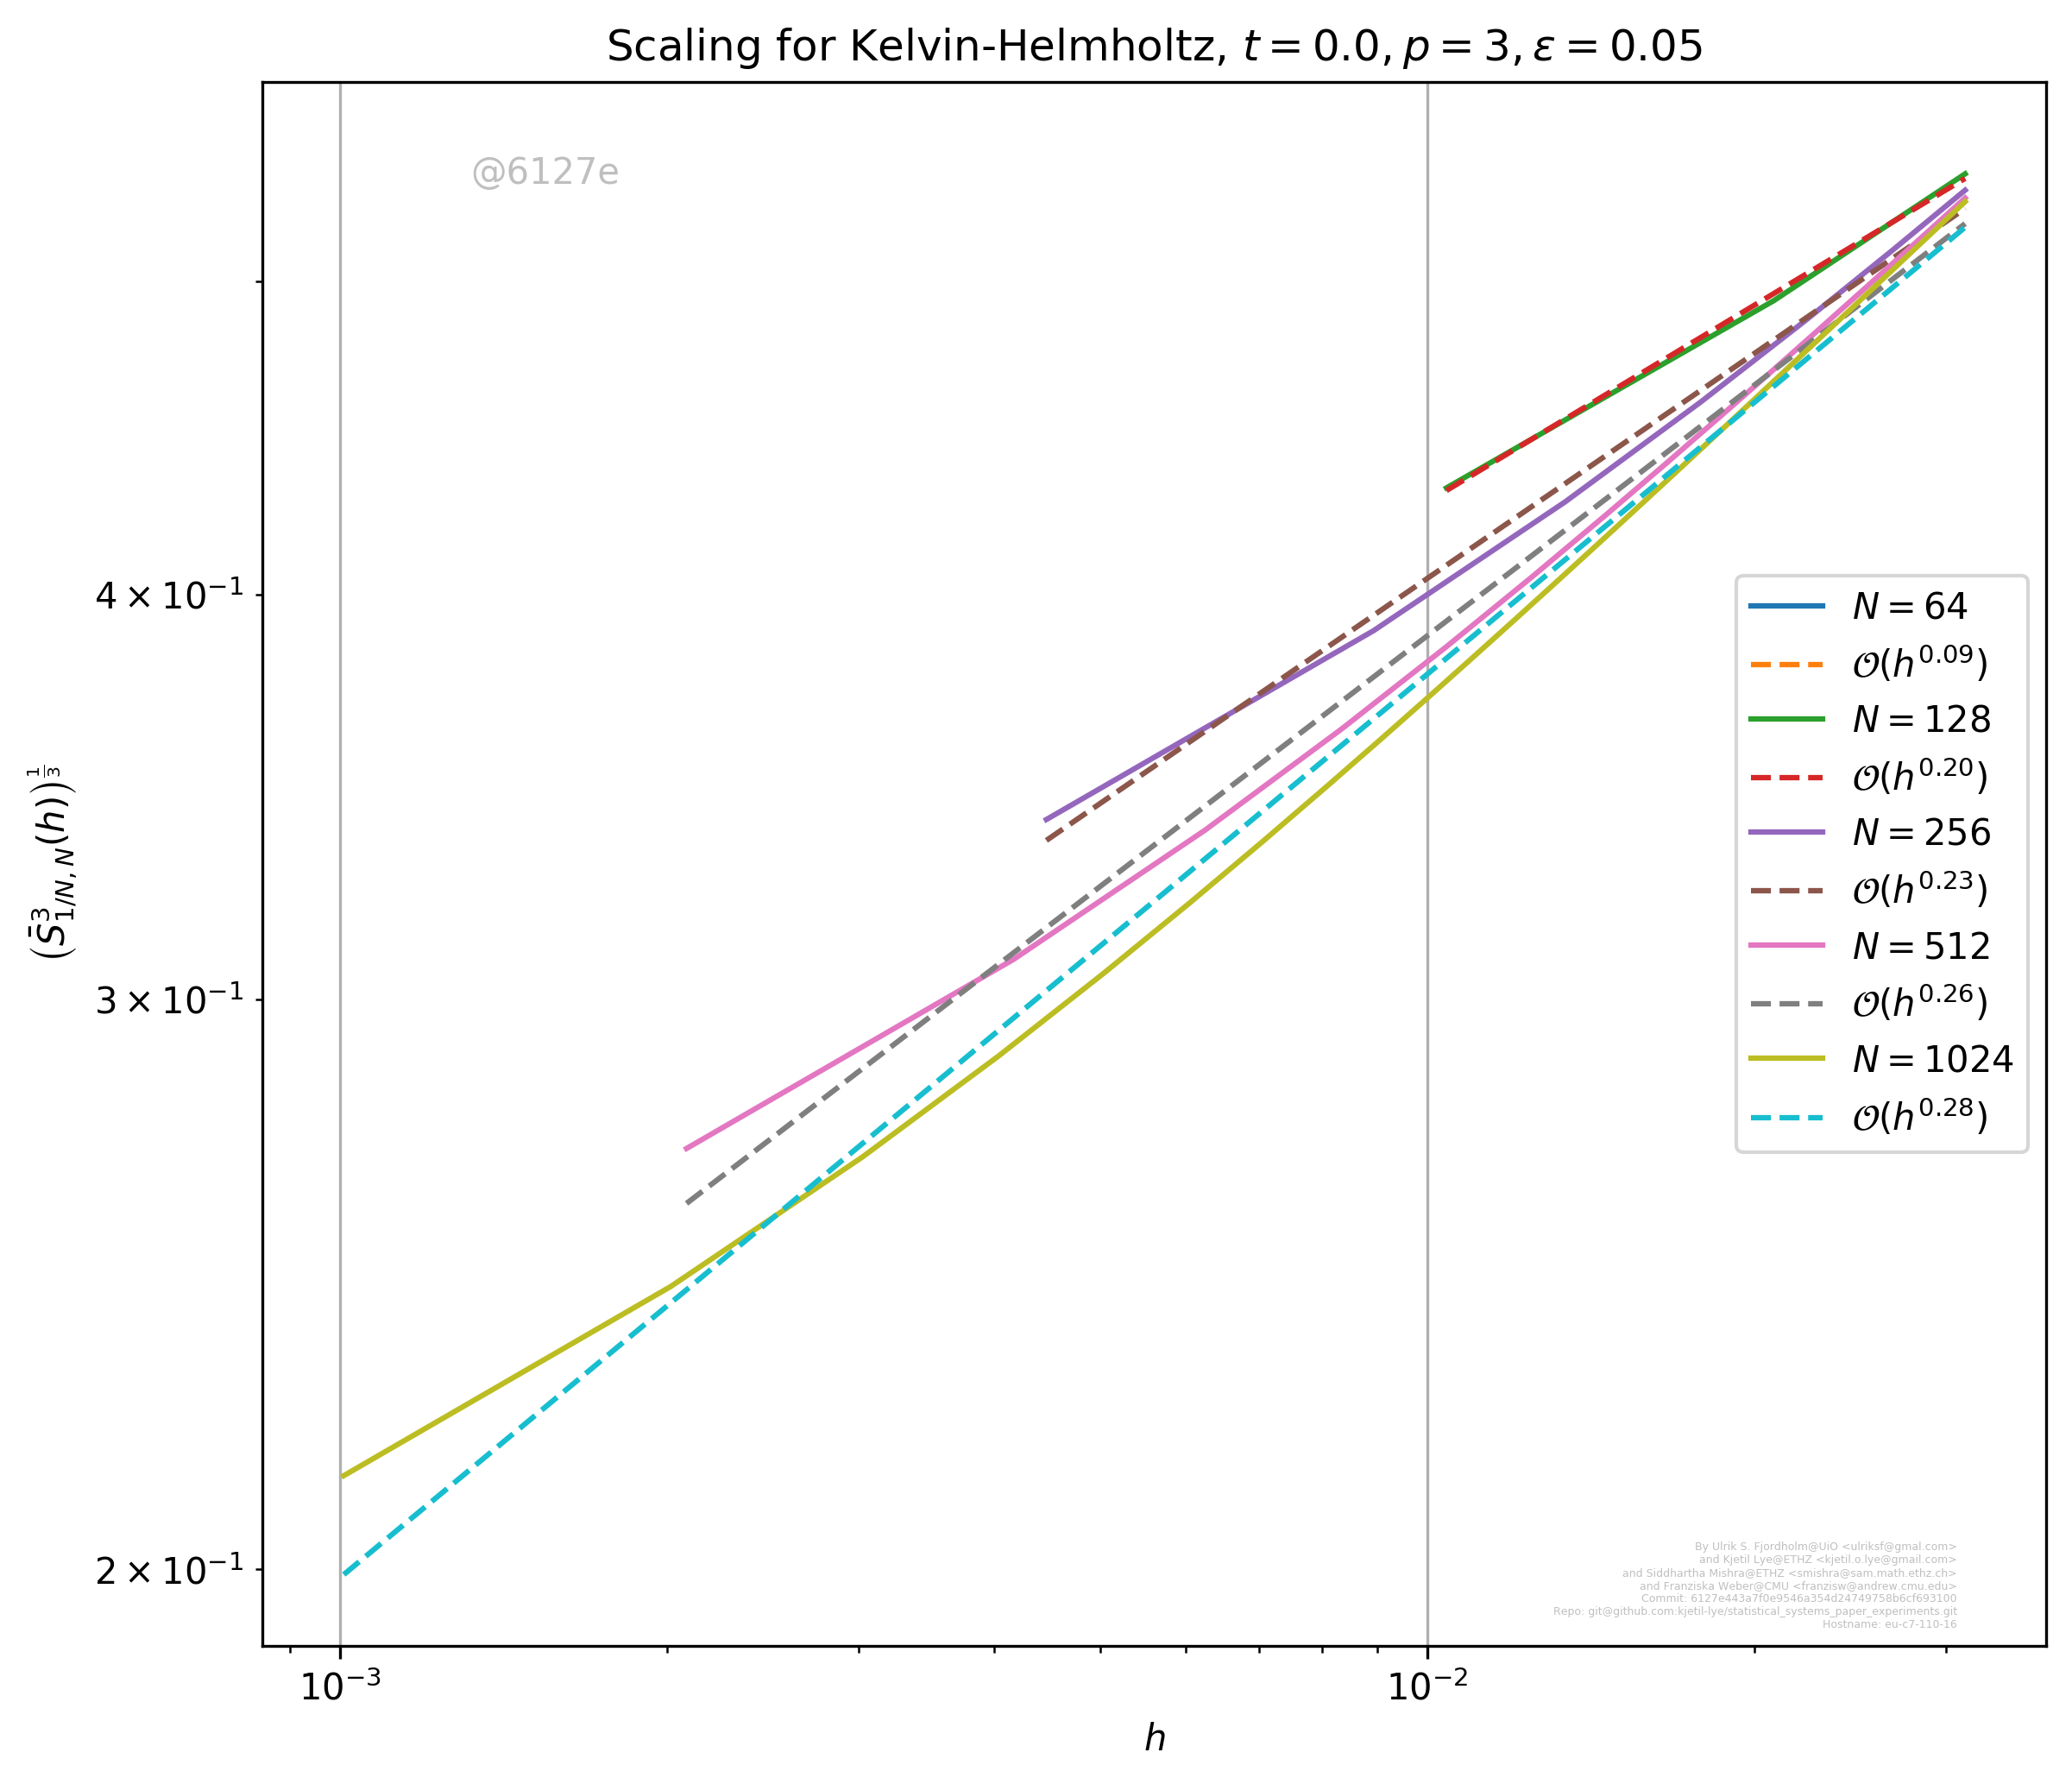 Scaling for Kelvin-Helmholtz, t = 0.0, p = 3, ε = 0.05
@6127e
4 × 10⁻¹
3 × 10⁻¹
2 × 10⁻¹
(S̄³_{1/N, N}(h))^{1/3}
N = 64
𝒪(h^{0.09})
N = 128
𝒪(h^{0.20})
N = 256
𝒪(h^{0.23})
N = 512
𝒪(h^{0.26})
N = 1024
𝒪(h^{0.28})
By Ulrik S. Fjordholm@UiO <ulriksf@gmal.com>
and Kjetil Lye@ETHZ <kjetil.o.lye@gmail.com>
and Siddhartha Mishra@ETHZ <smishra@sam.math.ethz.ch>
and Franziska Weber@CMU <franzisw@andrew.cmu.edu>
Commit: 6127e443a7f0e9546a354d24749758b6cf693100
Repo: git@github.com:kjetil-lye/statistical_systems_paper_experiments.git
Hostname: eu-c7-110-16
10⁻³
10⁻²
h